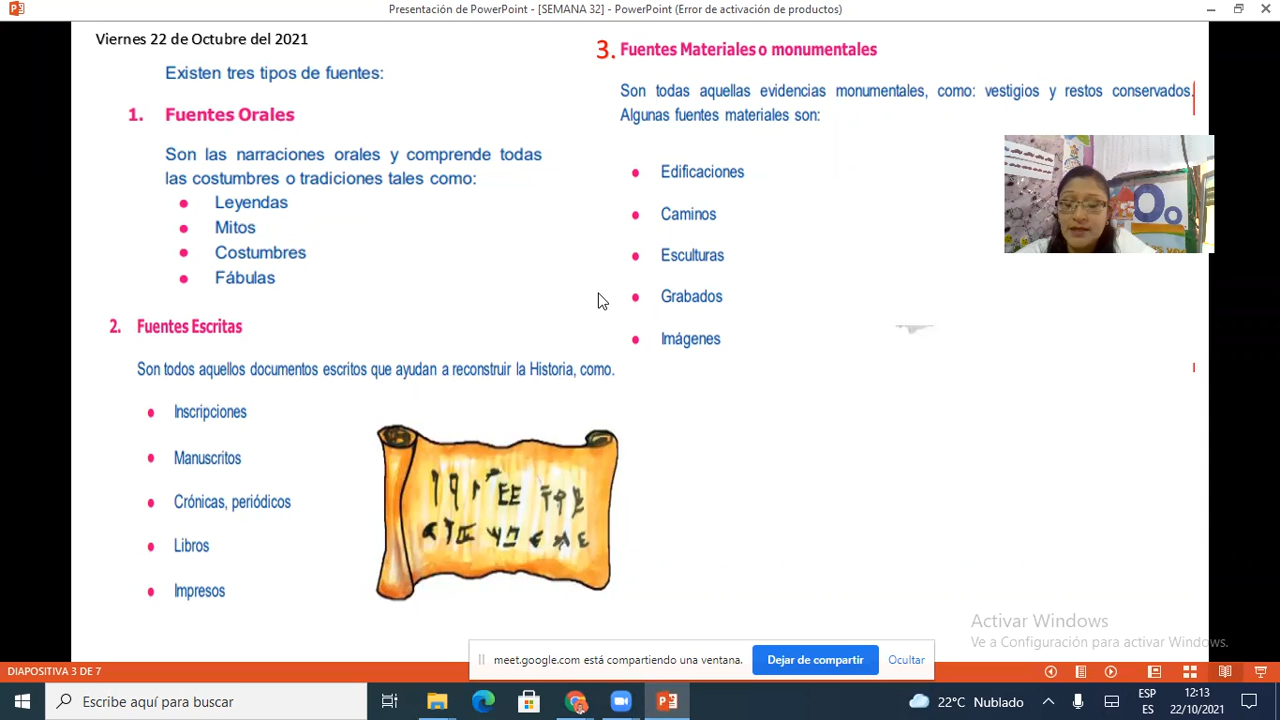 Presentación de PowerPoint - [SEMANA 32] - PowerPoint (Error de activación de productos)
Viernes 22 de Octubre del 2021
Existen tres tipos de fuentes:
1. Fuentes Orales
Son las narraciones orales y comprende todas
las costumbres o tradiciones tales como:
• Leyendas
• Mitos
• Costumbres
• Fábulas
2. Fuentes Escritas
Son todos aquellos documentos escritos que ayudan a reconstruir la Historia, como.
• Inscripciones
• Manuscritos
• Crónicas, periódicos
• Libros
• Impresos
3. Fuentes Materiales o monumentales
Son todas aquellas evidencias monumentales, como: vestigios y restos conservados.
Algunas fuentes materiales son:
• Edificaciones
• Caminos
• Esculturas
• Grabados
• Imágenes
Activar Windows
Ve a Configuración para activar Windows.
meet.google.com está compartiendo una ventana.
Dejar de compartir
Ocultar
DIAPOSITIVA 3 DE 7
Escribe aquí para buscar
22°C Nublado
ESP
ES
12:13
22/10/2021